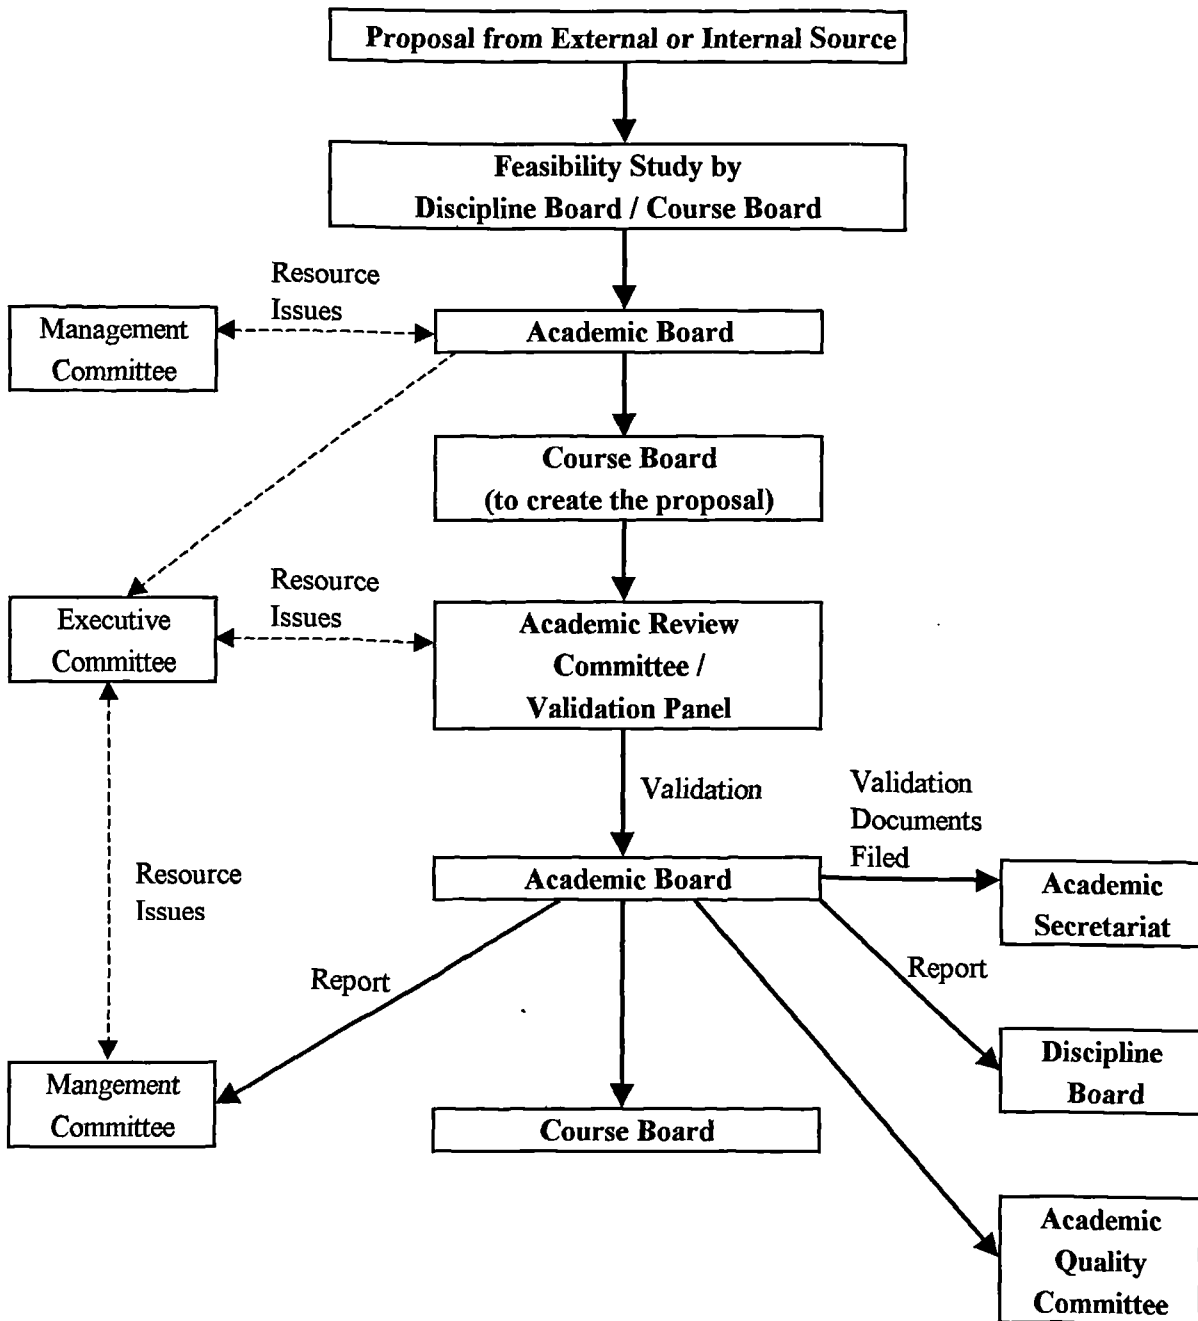 Proposal from External or Internal Source
Feasibility Study by
Discipline Board / Course Board
Resource
Issues
Management
Committee
Academic Board
Course Board
(to create the proposal)
Resource
Issues
Executive
Committee
Academic Review
Committee /
Validation Panel
Validation
Validation
Documents
Filed
Academic Board
Academic
Secretariat
Resource
Issues
Report
Report
Mangement
Committee
Course Board
Discipline
Board
Academic
Quality
Committee